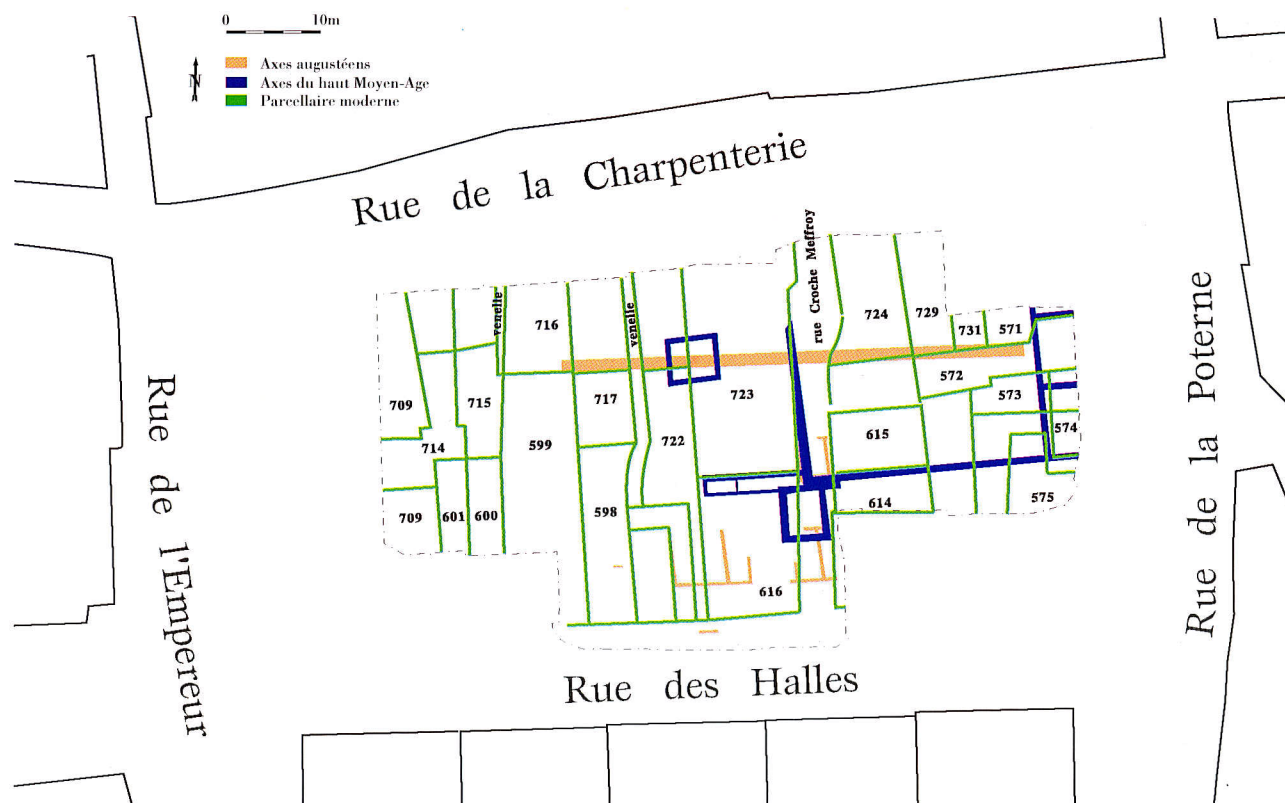 0 10m
N
Axes augustéens
Axes du haut Moyen-Age
Parcellaire moderne
Rue de la Charpenterie
rue Croche Meffroy
venelle
venelle
716
724
729
731
571
709
715
717
723
572
573
714
599
722
615
574
709
601
600
598
614
575
616
Rue de l'Empereur
Rue de la Poterne
Rue des Halles